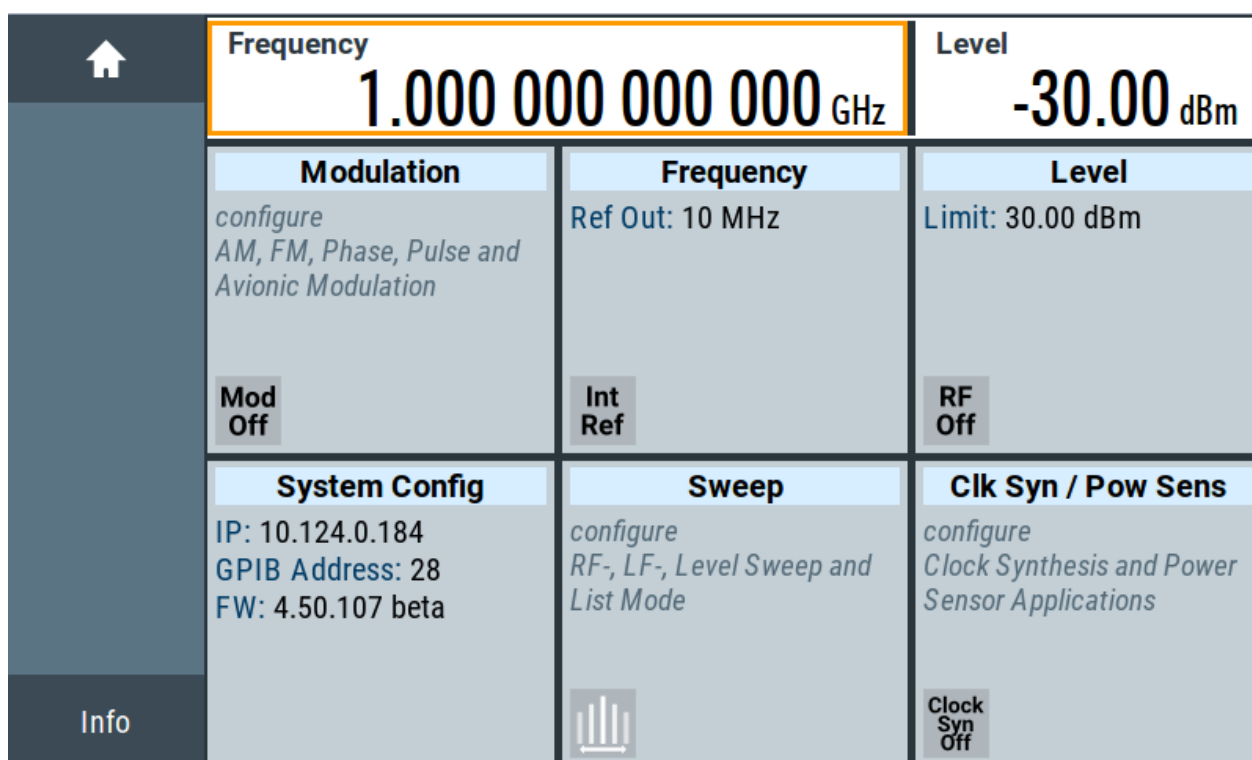 Frequency
1.000 000 000 000 GHz
Level
-30.00 dBm
Modulation
configure
AM, FM, Phase, Pulse and
Avionic Modulation
Mod
Off
Frequency
Ref Out: 10 MHz
Int
Ref
Level
Limit: 30.00 dBm
RF
Off
System Config
IP: 10.124.0.184
GPIB Address: 28
FW: 4.50.107 beta
Sweep
configure
RF-, LF-, Level Sweep and
List Mode
Clk Syn / Pow Sens
configure
Clock Synthesis and Power
Sensor Applications
Clock
Syn
Off
Info